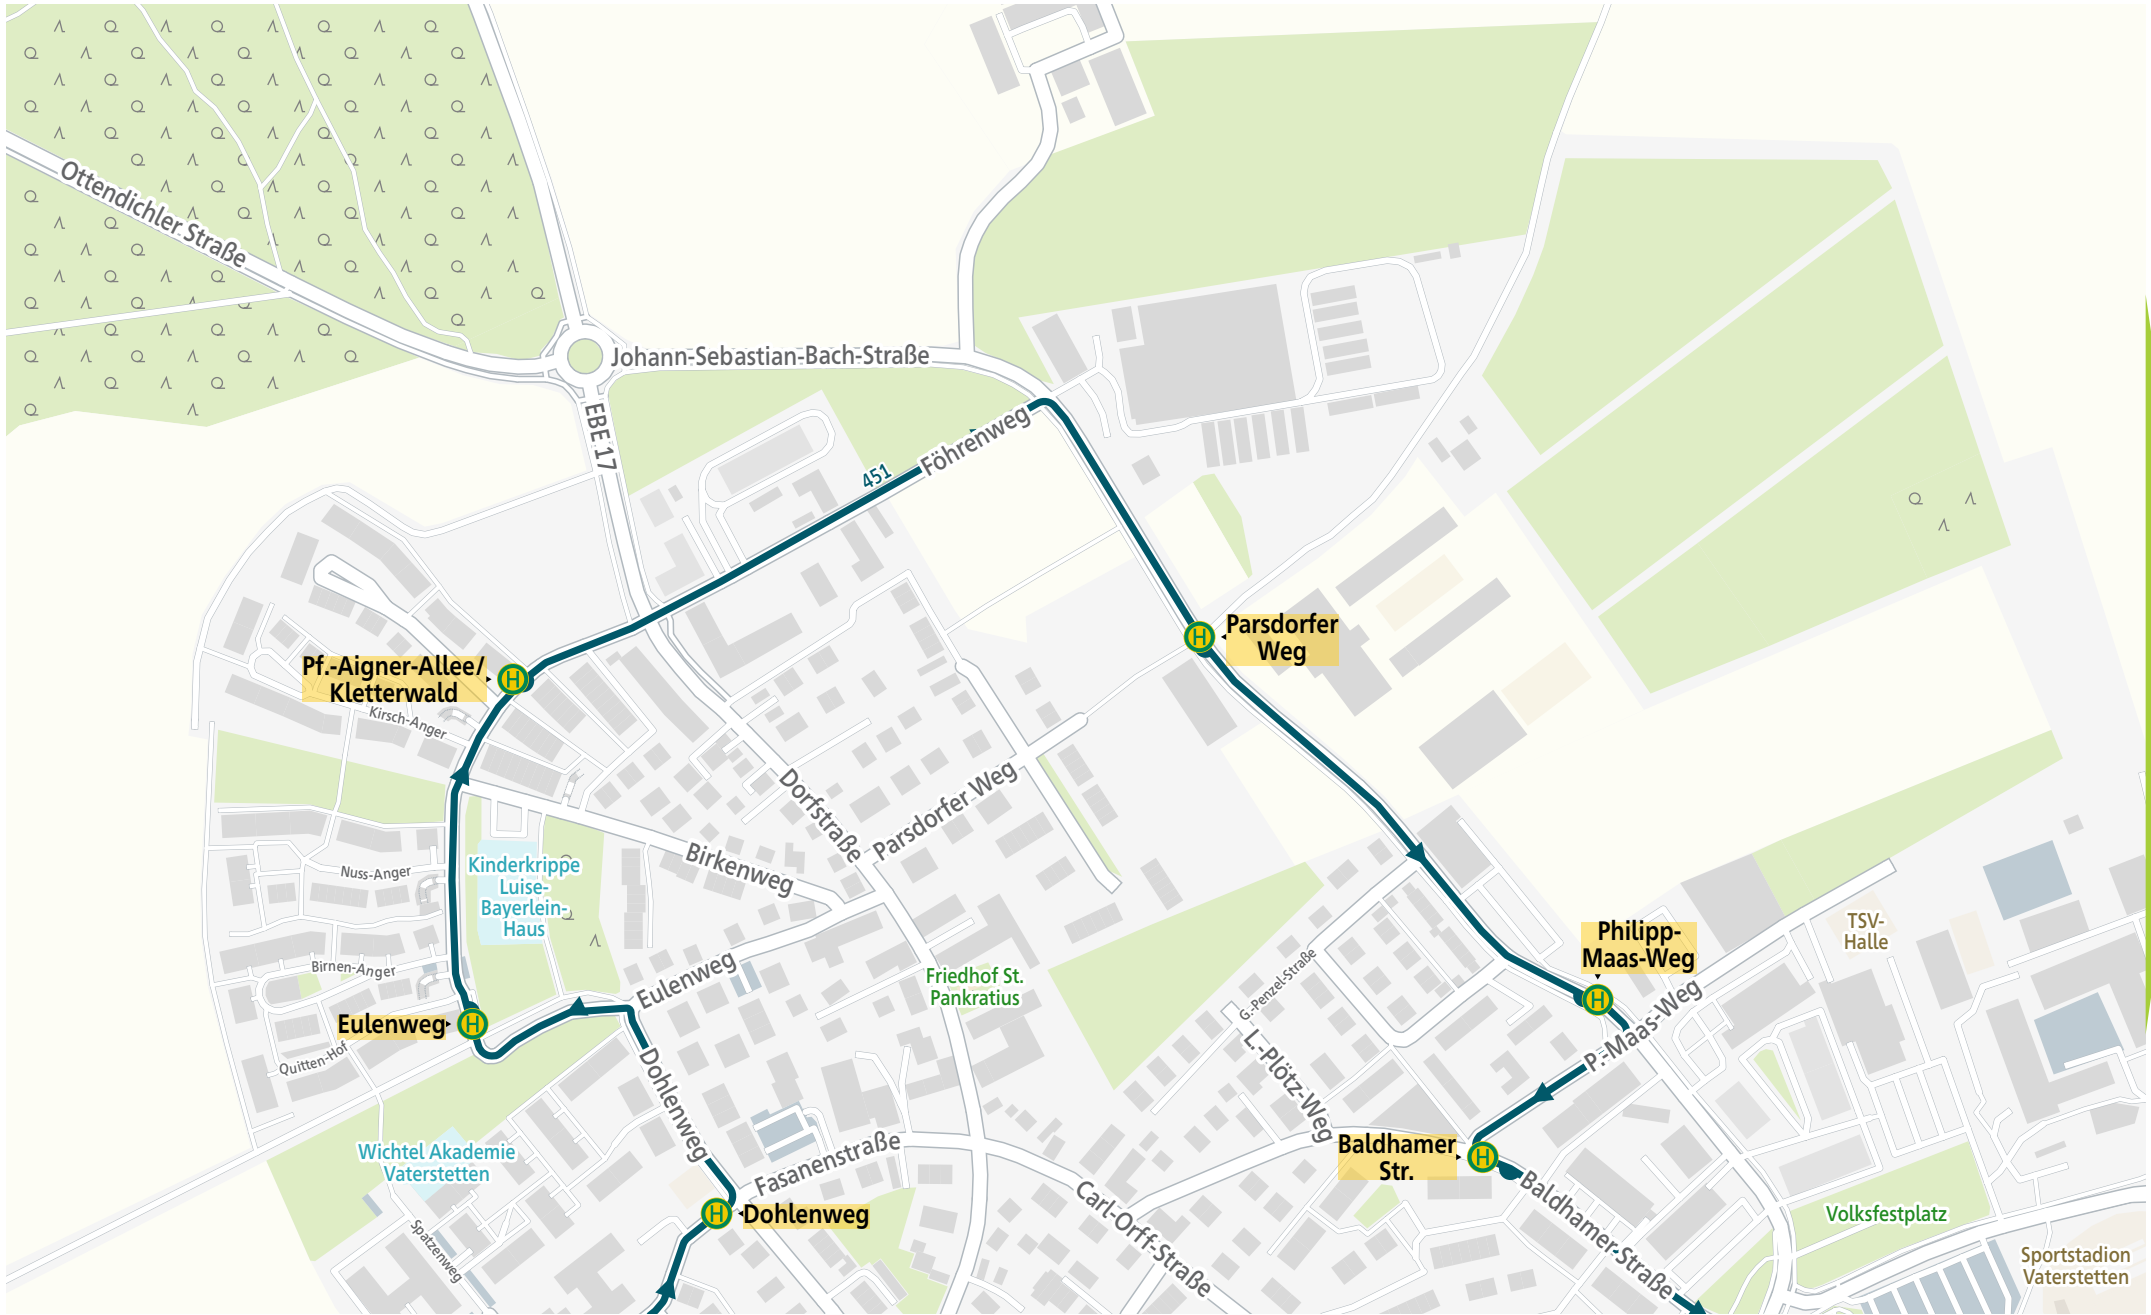 Ottendichler Straße
Johann-Sebastian-Bach-Straße
EBE 17
Föhrenweg
451
Parsdorfer
Weg
Pf.-Aigner-Allee/
Kletterwald
Kirsch-Anger
Dorfstraße
Parsdorfer Weg
Birkenweg
Kinderkrippe
Luise-
Bayerlein-
Haus
Nuss-Anger
Birnen-Anger
Eulenweg
Eulenweg
Quitten-Hof
Friedhof St.
Pankratius
G.-Penzel-Straße
L.-Plötz-Weg
Philipp-
Maas-Weg
P.-Maas-Weg
TSV-
Halle
Dohlenweg
Wichtel Akademie
Vaterstetten
Fasanenstraße
Dohlenweg
Spatzenweg
Carl-Orff-Straße
Baldhamer
Str.
Baldhamer-Straße
Volksfestplatz
Sportstadion
Vaterstetten
H
H
H
H
H
H